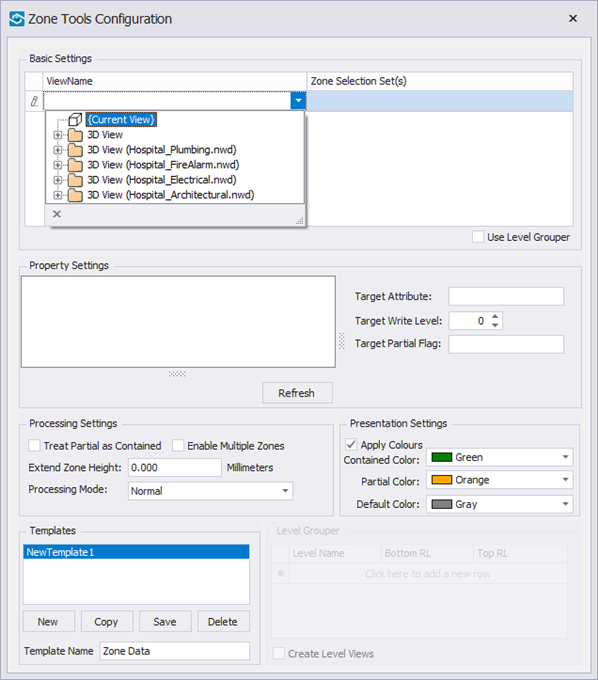 Zone Tools Configuration
Basic Settings
ViewName Zone Selection Set(s)
{Current View}
3D View
3D View (Hospital_Plumbing.nwd)
3D View (Hospital_FireAlarm.nwd)
3D View (Hospital_Electrical.nwd)
3D View (Hospital_Architectural.nwd)
Use Level Grouper
Property Settings
Target Attribute:
Target Write Level: 0
Target Partial Flag:
Refresh
Processing Settings
Treat Partial as Contained Enable Multiple Zones
Extend Zone Height: 0.000 Millimeters
Processing Mode: Normal
Presentation Settings
Apply Colours
Contained Color: Green
Partial Color: Orange
Default Color: Gray
Templates
NewTemplate1
New Copy Save Delete
Template Name Zone Data
Level Grouper
Level Name Bottom RL Top RL
Click here to add a new row
Create Level Views